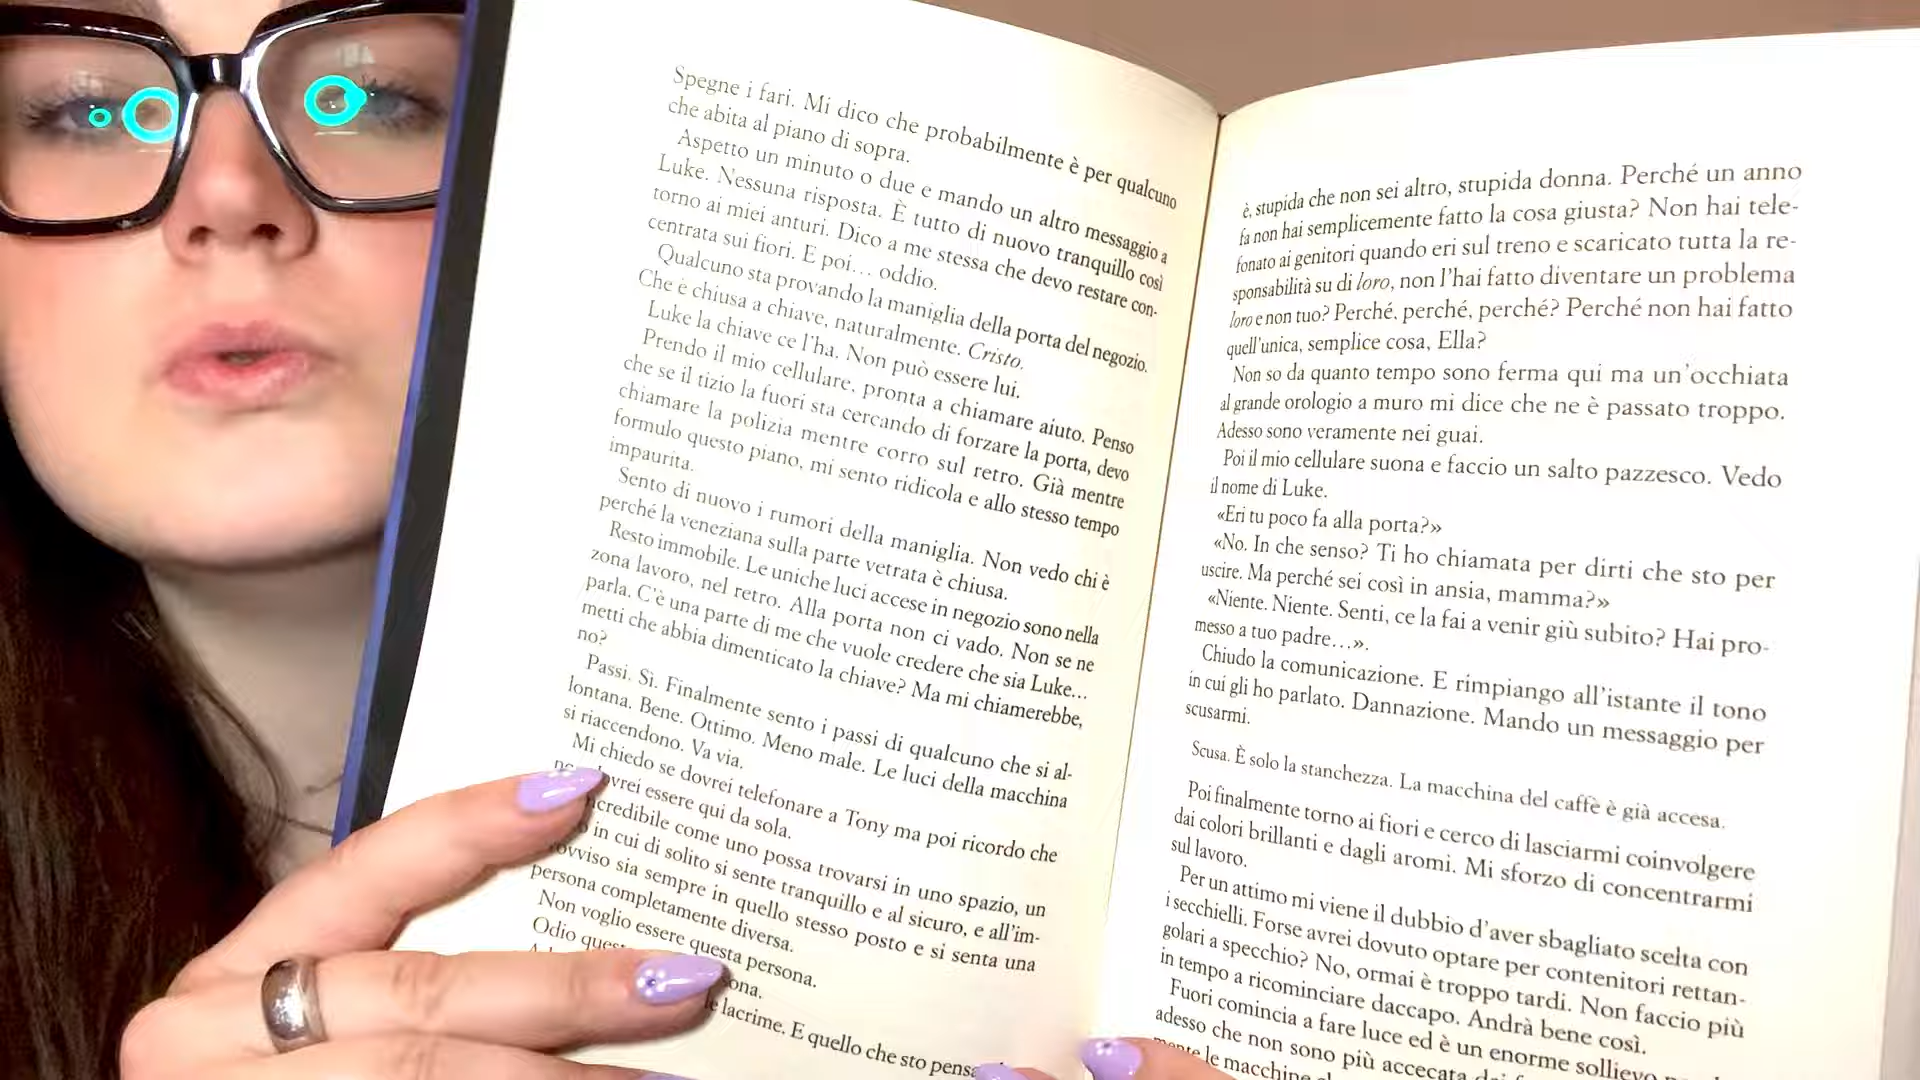 Spegne i fari. Mi dico che probabilmente è per qualcuno
che abita al piano di sopra.
Aspetto un minuto o due e mando un altro messaggio a
Luke. Nessuna risposta. È tutto di nuovo tranquillo così
torno ai miei anturi. Dico a me stessa che devo restare con-
centrata sui fiori. E poi… oddio.
Qualcuno sta provando la maniglia della porta del negozio.
Che è chiusa a chiave, naturalmente. Cristo.
Luke la chiave ce l'ha. Non può essere lui.
Prendo il mio cellulare, pronta a chiamare aiuto. Penso
che se il tizio la fuori sta cercando di forzare la porta, devo
chiamare la polizia mentre corro sul retro. Già mentre
formulo questo piano, mi sento ridicola e allo stesso tempo
impaurita.
Sento di nuovo i rumori della maniglia. Non vedo chi è
perché la veneziana sulla parte vetrata è chiusa.
Resto immobile. Le uniche luci accese in negozio sono nella
zona lavoro, nel retro. Alla porta non ci vado. Non se ne
parla. C'è una parte di me che vuole credere che sia Luke…
metti che abbia dimenticato la chiave? Ma mi chiamerebbe,
no?
Passi. Sì. Finalmente sento i passi di qualcuno che si al-
lontana. Bene. Ottimo. Meno male. Le luci della macchina
si riaccendono. Va via.
Mi chiedo se dovrei telefonare a Tony ma poi ricordo che
essere qui da sola.
come uno possa trovarsi in uno spazio, un
in cui di solito si sente tranquillo e al sicuro, e all'im-
sia sempre in quello stesso posto e si senta una
persona completamente diversa.
Non voglio essere questa persona.
Odio
le lacrime. E quello che sto
è, stupida che non sei altro, stupida donna. Perché un anno
fa non hai semplicemente fatto la cosa giusta? Non hai tele-
fonato ai genitori quando eri sul treno e scaricato tutta la re-
sponsabilità su di loro, non l'hai fatto diventare un problema
loro e non tuo? Perché, perché, perché? Perché non hai fatto
quell'unica, semplice cosa, Ella?
Non so da quanto tempo sono ferma qui ma un'occhiata
al grande orologio a muro mi dice che ne è passato troppo.
Adesso sono veramente nei guai.
Poi il mio cellulare suona e faccio un salto pazzesco. Vedo
il nome di Luke.
«Eri tu poco fa alla porta?»
«No. In che senso? Ti ho chiamata per dirti che sto per
uscire. Ma perché sei così in ansia, mamma?»
«Niente. Niente. Senti, ce la fai a venir giù subito? Hai pro-
messo a tuo padre…».
Chiudo la comunicazione. E rimpiango all'istante il tono
in cui gli ho parlato. Dannazione. Mando un messaggio per
scusarmi.
Scusa. È solo la stanchezza. La macchina del caffè è già accesa.
Poi finalmente torno ai fiori e cerco di lasciarmi coinvolgere
dai colori brillanti e dagli aromi. Mi sforzo di concentrarmi
sul lavoro.
Per un attimo mi viene il dubbio d'aver sbagliato scelta con
i secchielli. Forse avrei dovuto optare per contenitori rettan-
golari a specchio? No, ormai è troppo tardi. Non faccio più
in tempo a ricominciare daccapo. Andrà bene così.
Fuori comincia a fare luce ed è un enorme sollievo
adesso che non sono più accecata
le macchine